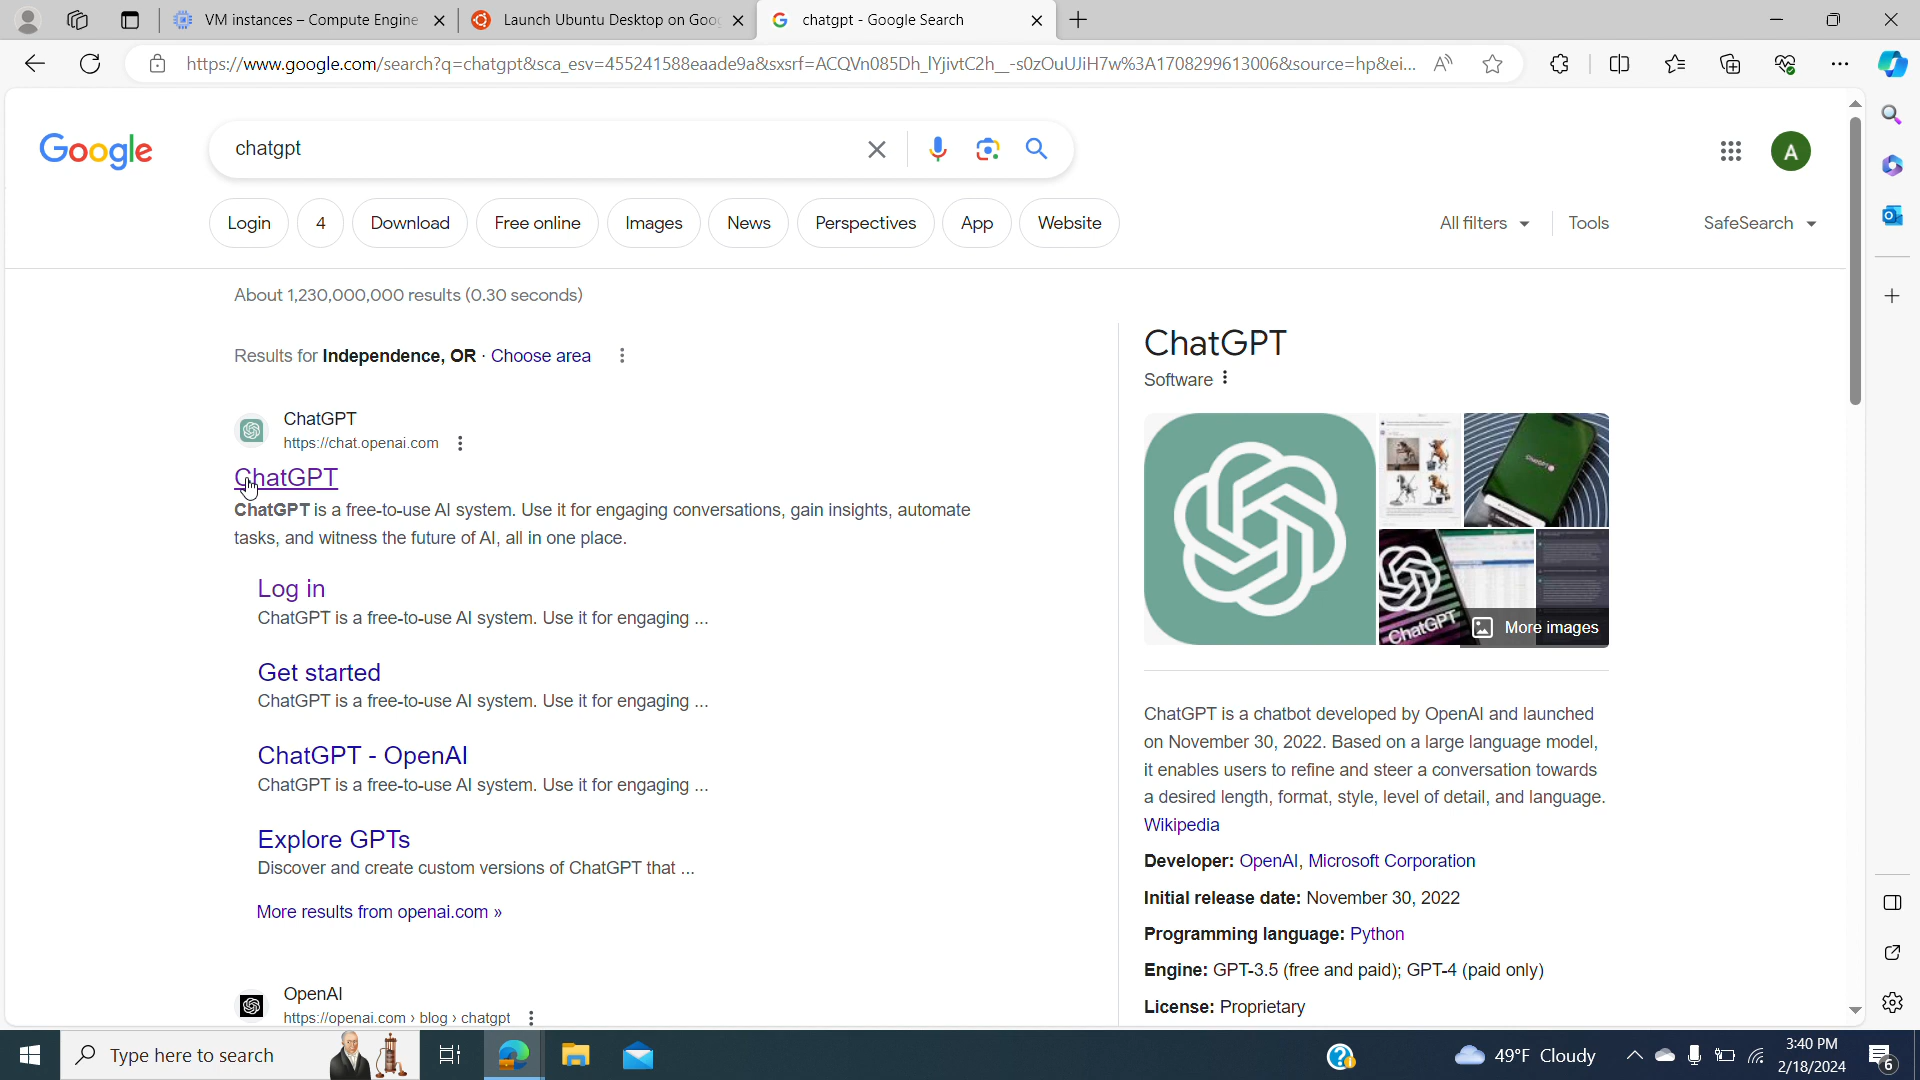 VM instances – Compute Engine
Launch Ubuntu Desktop on Goo
chatgpt - Google Search
https://www.google.com/search?q=chatgpt&sca_esv=455241588eaade9a&sxsrf=ACQVn085Dh_lYjivtC2h__-s0zOuUJiH7w%3A1708299613006&source=hp&ei...
Google
chatgpt
A
Login
4
Download
Free online
Images
News
Perspectives
App
Website
All filters
Tools
SafeSearch
About 1,230,000,000 results (0.30 seconds)
Results for Independence, OR · Choose area
ChatGPT
https://chat.openai.com
ChatGPT
ChatGPT is a free-to-use AI system. Use it for engaging conversations, gain insights, automate
tasks, and witness the future of AI, all in one place.
Log in
ChatGPT is a free-to-use AI system. Use it for engaging ...
Get started
ChatGPT is a free-to-use AI system. Use it for engaging ...
ChatGPT - OpenAI
ChatGPT is a free-to-use AI system. Use it for engaging ...
Explore GPTs
Discover and create custom versions of ChatGPT that ...
More results from openai.com »
OpenAI
https://openai.com › blog › chatgpt
ChatGPT
Software
ChatGPT
ChatGPT
More images
ChatGPT is a chatbot developed by OpenAI and launched
on November 30, 2022. Based on a large language model,
it enables users to refine and steer a conversation towards
a desired length, format, style, level of detail, and language.
Wikipedia
Developer: OpenAI, Microsoft Corporation
Initial release date: November 30, 2022
Programming language: Python
Engine: GPT-3.5 (free and paid); GPT-4 (paid only)
License: Proprietary
Type here to search
49°F Cloudy
3:40 PM
2/18/2024
6